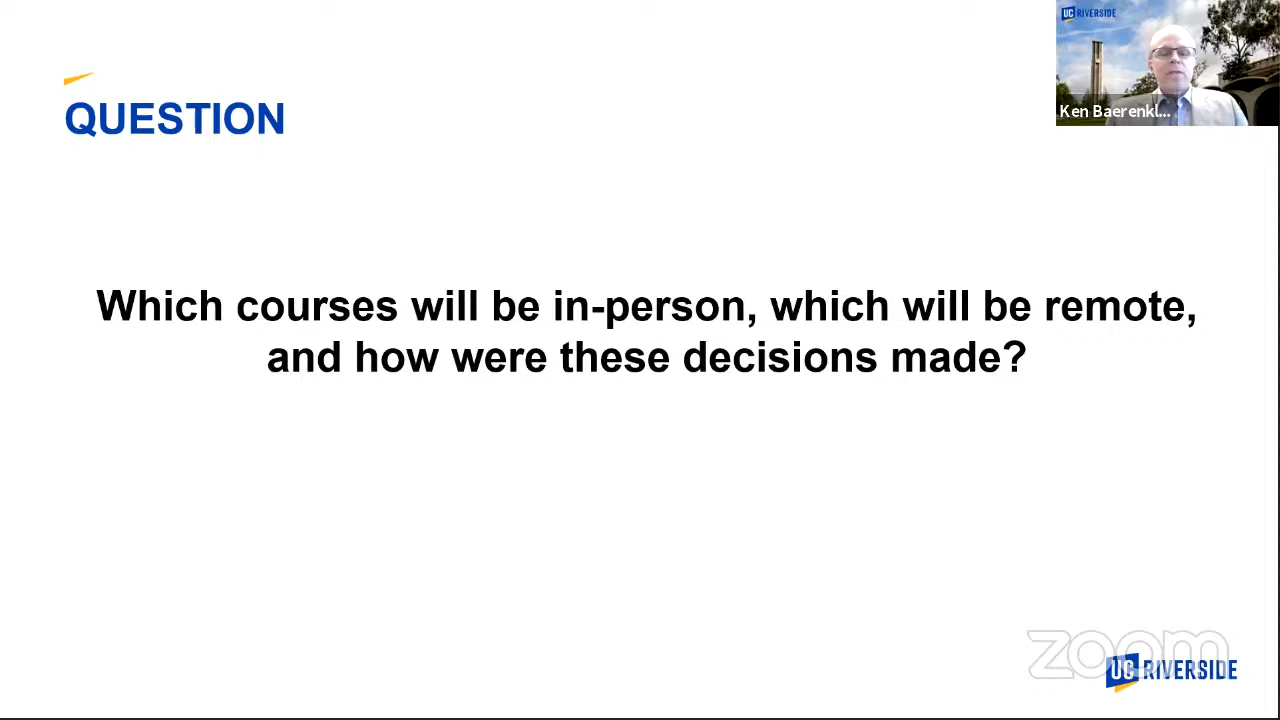 UC RIVERSIDE
Ken Baerenkl...
QUESTION
Which courses will be in-person, which will be remote,
and how were these decisions made?
zoom
UC RIVERSIDE